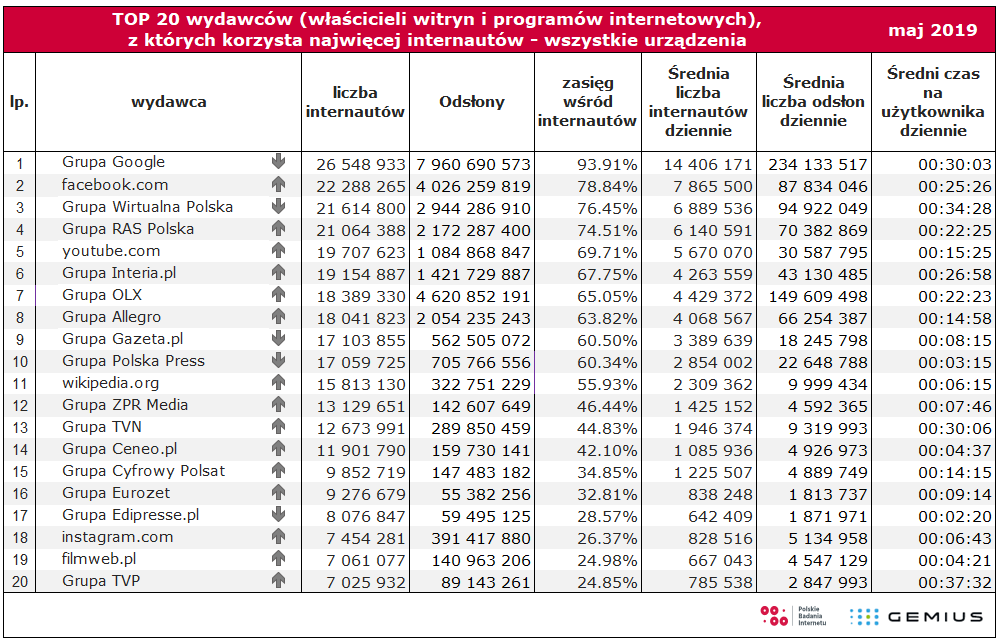 TOP 20 wydawców (właścicieli witryn i programów internetowych),
z których korzysta najwięcej internautów - wszystkie urządzenia
maj 2019
lp.
wydawca
liczba
internautów
Odsłony
zasięg
wśród
internautów
Średnia
liczba
internautów
dziennie
Średnia
liczba odsłon
dziennie
Średni czas
na
użytkownika
dziennie
1 Grupa Google 26 548 933 7 960 690 573 93.91% 14 406 171 234 133 517 00:30:03
2 facebook.com 22 288 265 4 026 259 819 78.84% 7 865 500 87 834 046 00:25:26
3 Grupa Wirtualna Polska 21 614 800 2 944 286 910 76.45% 6 889 536 94 922 049 00:34:28
4 Grupa RAS Polska 21 064 388 2 172 287 400 74.51% 6 140 591 70 382 869 00:22:25
5 youtube.com 19 707 623 1 084 868 847 69.71% 5 670 070 30 587 795 00:15:25
6 Grupa Interia.pl 19 154 887 1 421 729 887 67.75% 4 263 559 43 130 485 00:26:58
7 Grupa OLX 18 389 330 4 620 852 191 65.05% 4 429 372 149 609 498 00:22:23
8 Grupa Allegro 18 041 823 2 054 235 243 63.82% 4 068 567 66 254 387 00:14:58
9 Grupa Gazeta.pl 17 103 855 562 505 072 60.50% 3 389 639 18 245 798 00:08:15
10 Grupa Polska Press 17 059 725 705 766 556 60.34% 2 854 002 22 648 788 00:03:15
11 wikipedia.org 15 813 130 322 751 229 55.93% 2 309 362 9 999 434 00:06:15
12 Grupa ZPR Media 13 129 651 142 607 649 46.44% 1 425 152 4 592 365 00:07:46
13 Grupa TVN 12 673 991 289 850 459 44.83% 1 946 374 9 319 993 00:30:06
14 Grupa Ceneo.pl 11 901 790 159 730 141 42.10% 1 085 936 4 926 973 00:04:37
15 Grupa Cyfrowy Polsat 9 852 719 147 483 182 34.85% 1 225 507 4 889 749 00:14:15
16 Grupa Eurozet 9 276 679 55 382 256 32.81% 838 248 1 813 737 00:09:14
17 Grupa Edipresse.pl 8 076 847 59 495 125 28.57% 642 409 1 871 971 00:02:20
18 instagram.com 7 454 281 391 417 880 26.37% 828 516 5 134 958 00:06:43
19 filmweb.pl 7 061 077 140 963 206 24.98% 667 043 4 547 129 00:04:21
20 Grupa TVP 7 025 932 89 143 261 24.85% 785 538 2 847 993 00:37:32
Polskie
Badania
Internetu
GEMIUS